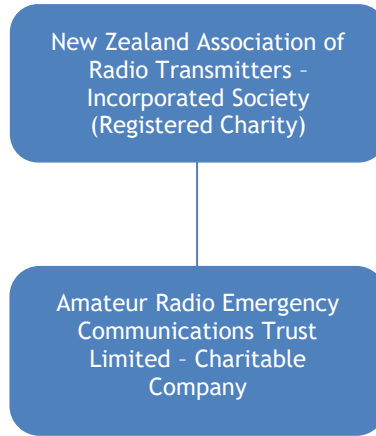 New Zealand Association of
Radio Transmitters –
Incorporated Society
(Registered Charity)
Amateur Radio Emergency
Communications Trust
Limited – Charitable
Company